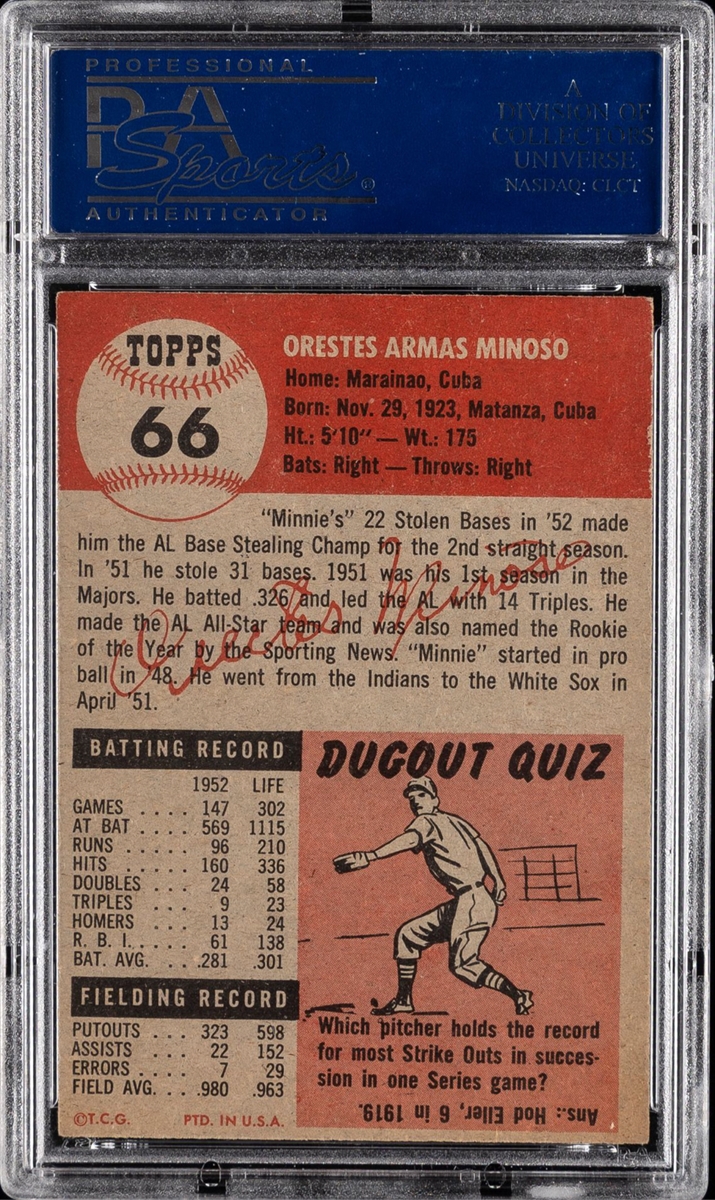 PROFESSIONAL
PSA
Sports®
AUTHENTICATOR
A
DIVISION OF
COLLECTORS
UNIVERSE
NASDAQ: CLCT
TOPPS
66
ORESTES ARMAS MINOSO
Home: Marainao, Cuba
Born: Nov. 29, 1923, Matanza, Cuba
Ht.: 5'10" — Wt.: 175
Bats: Right — Throws: Right
"Minnie's" 22 Stolen Bases in '52 made
him the AL Base Stealing Champ for the 2nd straight season.
In '51 he stole 31 bases. 1951 was his 1st season in the
Majors. He batted .326 and led the AL with 14 Triples. He
made the AL All-Star team and was also named the Rookie
of the Year by the Sporting News. "Minnie" started in pro
ball in '48. He went from the Indians to the White Sox in
April '51.
Orestes Minoso
BATTING RECORD
1952 LIFE
GAMES .... 147 302
AT BAT .... 569 1115
RUNS .... 96 210
HITS .... 160 336
DOUBLES ... 24 58
TRIPLES ... 9 23
HOMERS ... 13 24
R. B. I. .... 61 138
BAT. AVG. ... .281 .301
FIELDING RECORD
PUTOUTS ... 323 598
ASSISTS ... 22 152
ERRORS ... 7 29
FIELD AVG. ... .980 .963
©T.C.G. PTD. IN U.S.A.
DUGOUT QUIZ
Which pitcher holds the record
for most Strike Outs in succes-
sion in one Series game?
Ans.: Hod Eller, 6 in 1919.